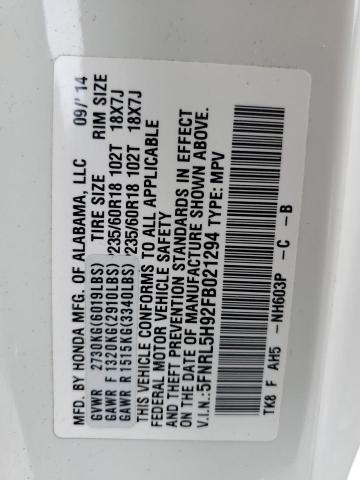 MFD. BY HONDA MFG. OF ALABAMA, LLC 09/'14
TIRE SIZE RIM SIZE
GVWR 2730KG(6019LBS)
GAWR F 1320KG(2910LBS) 235/60R18 102T 18X7J
GAWR R 1515KG(3340LBS) 235/60R18 102T 18X7J
THIS VEHICLE CONFORMS TO ALL APPLICABLE
FEDERAL MOTOR VEHICLE SAFETY
AND THEFT PREVENTION STANDARDS IN EFFECT
ON THE DATE OF MANUFACTURE SHOWN ABOVE.
V.I.N.:5FNRL5H92FB021294 TYPE: MPV
TK8 F AH5 -NH603P -C -B